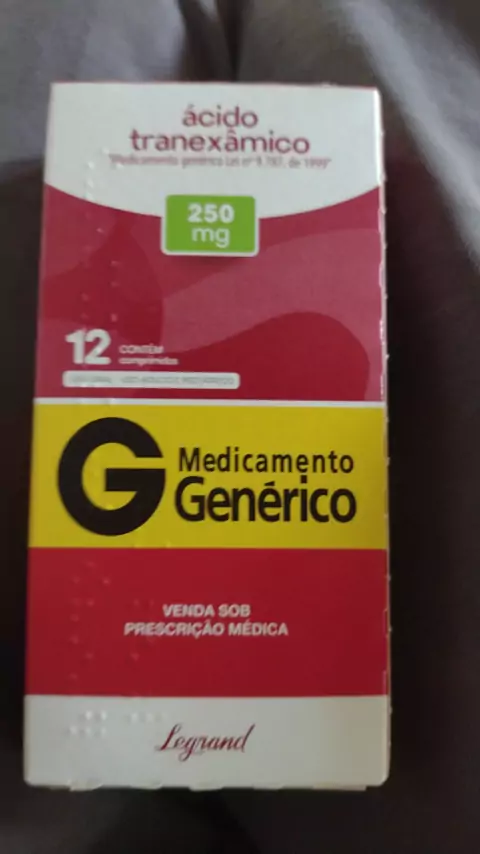 ácido
tranexâmico
"Medicamento genérico Lei nº 9.787, de 1999"
250
mg
12
CONTÉM
comprimidos
G
Medicamento
Genérico
VENDA SOB
PRESCRIÇÃO MÉDICA
Legrand